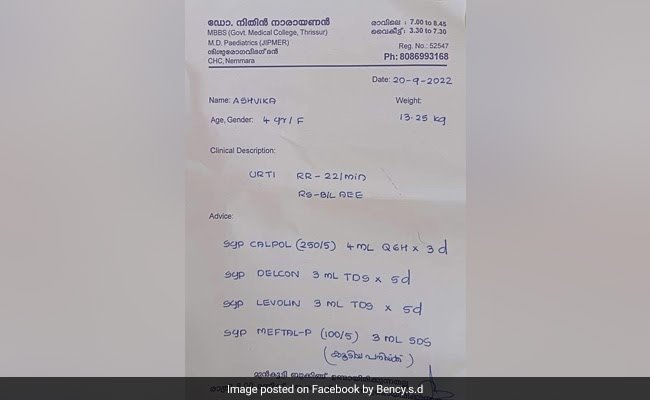 ഡോ. നിതിൻ നാരായണൻ
MBBS (Govt. Medical College, Thrissur)
M.D. Paediatrics (JIPMER)
ശിശുരോഗവിദഗ്ദ്ധൻ
CHC, Nemmara
രാവിലെ : 7.00 to 8.45
വൈകീട്ട് : 3.30 to 7.30
Reg. No.: 52547
Ph: 8086993168
Date: 20-9-2022
Name: ASHVIKA
Weight:
Age, Gender: 4 yr / F
13.25 kg
Clinical Description:
URTI RR - 22/min
RS-B/L AEE
Advice:
Syp CALPOL (250/5) 4 mL Q6H x 3d
Syp DELCON 3 mL TDS x 5d
Syp LEVOLIN 3 mL TDS x 5d
Syp MEFTAL-P (100/5) 3 mL SOS
(കൂടിയ പനിക്ക്)
Image posted on Facebook by Bency.s.d